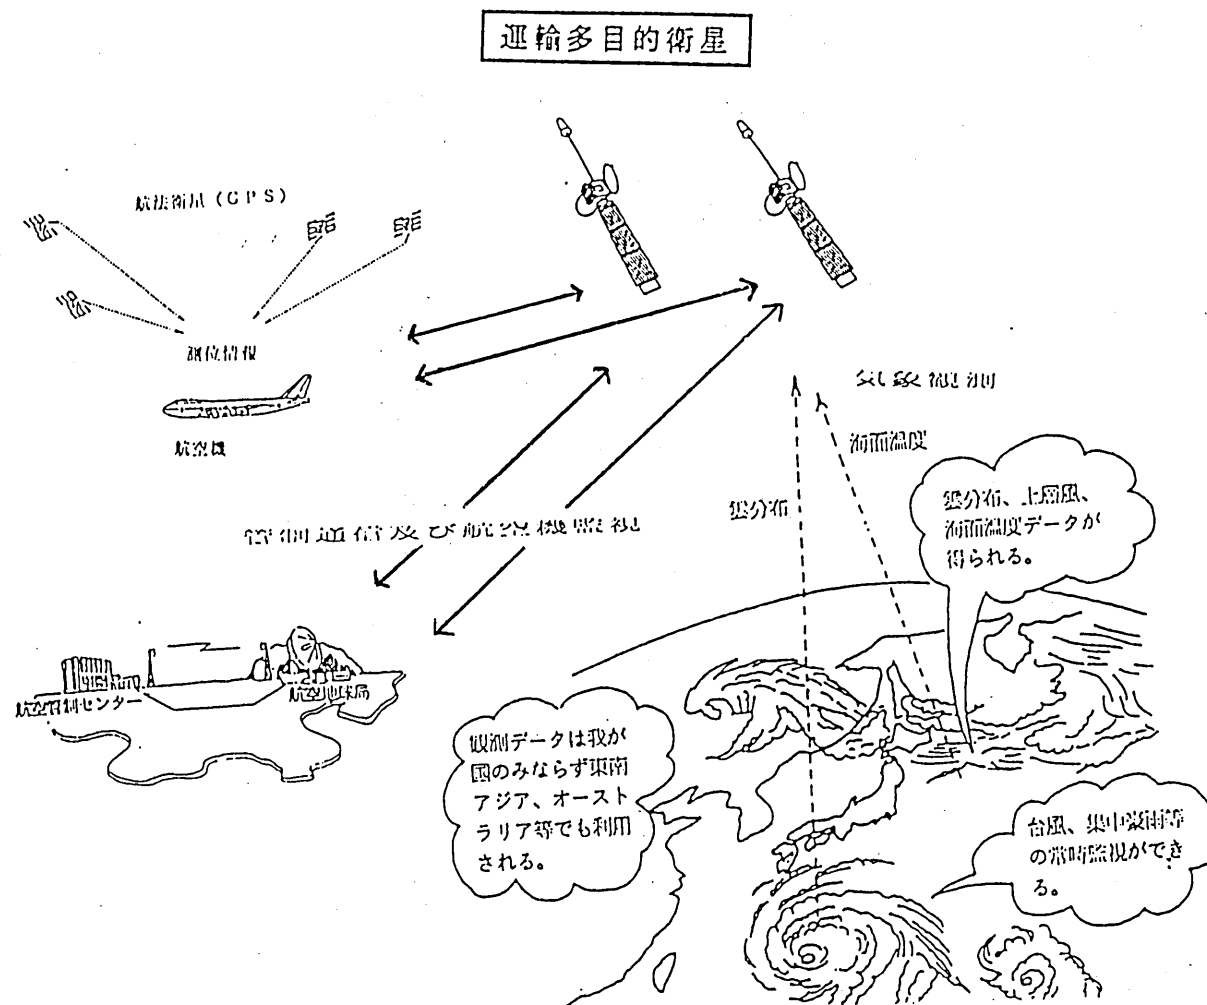 運輸多目的衛星
航法衛星(GPS)
測位情報
航空機
気象観測
海面温度
雲分布
雲分布、上層風、
海面温度データが
得られる。
管制通信及び航空機監視
航空管制センター
航空地球局
観測データは我が
国のみならず東南
アジア、オースト
ラリア等でも利用
される。
台風、集中豪雨等
の常時監視ができ
る。